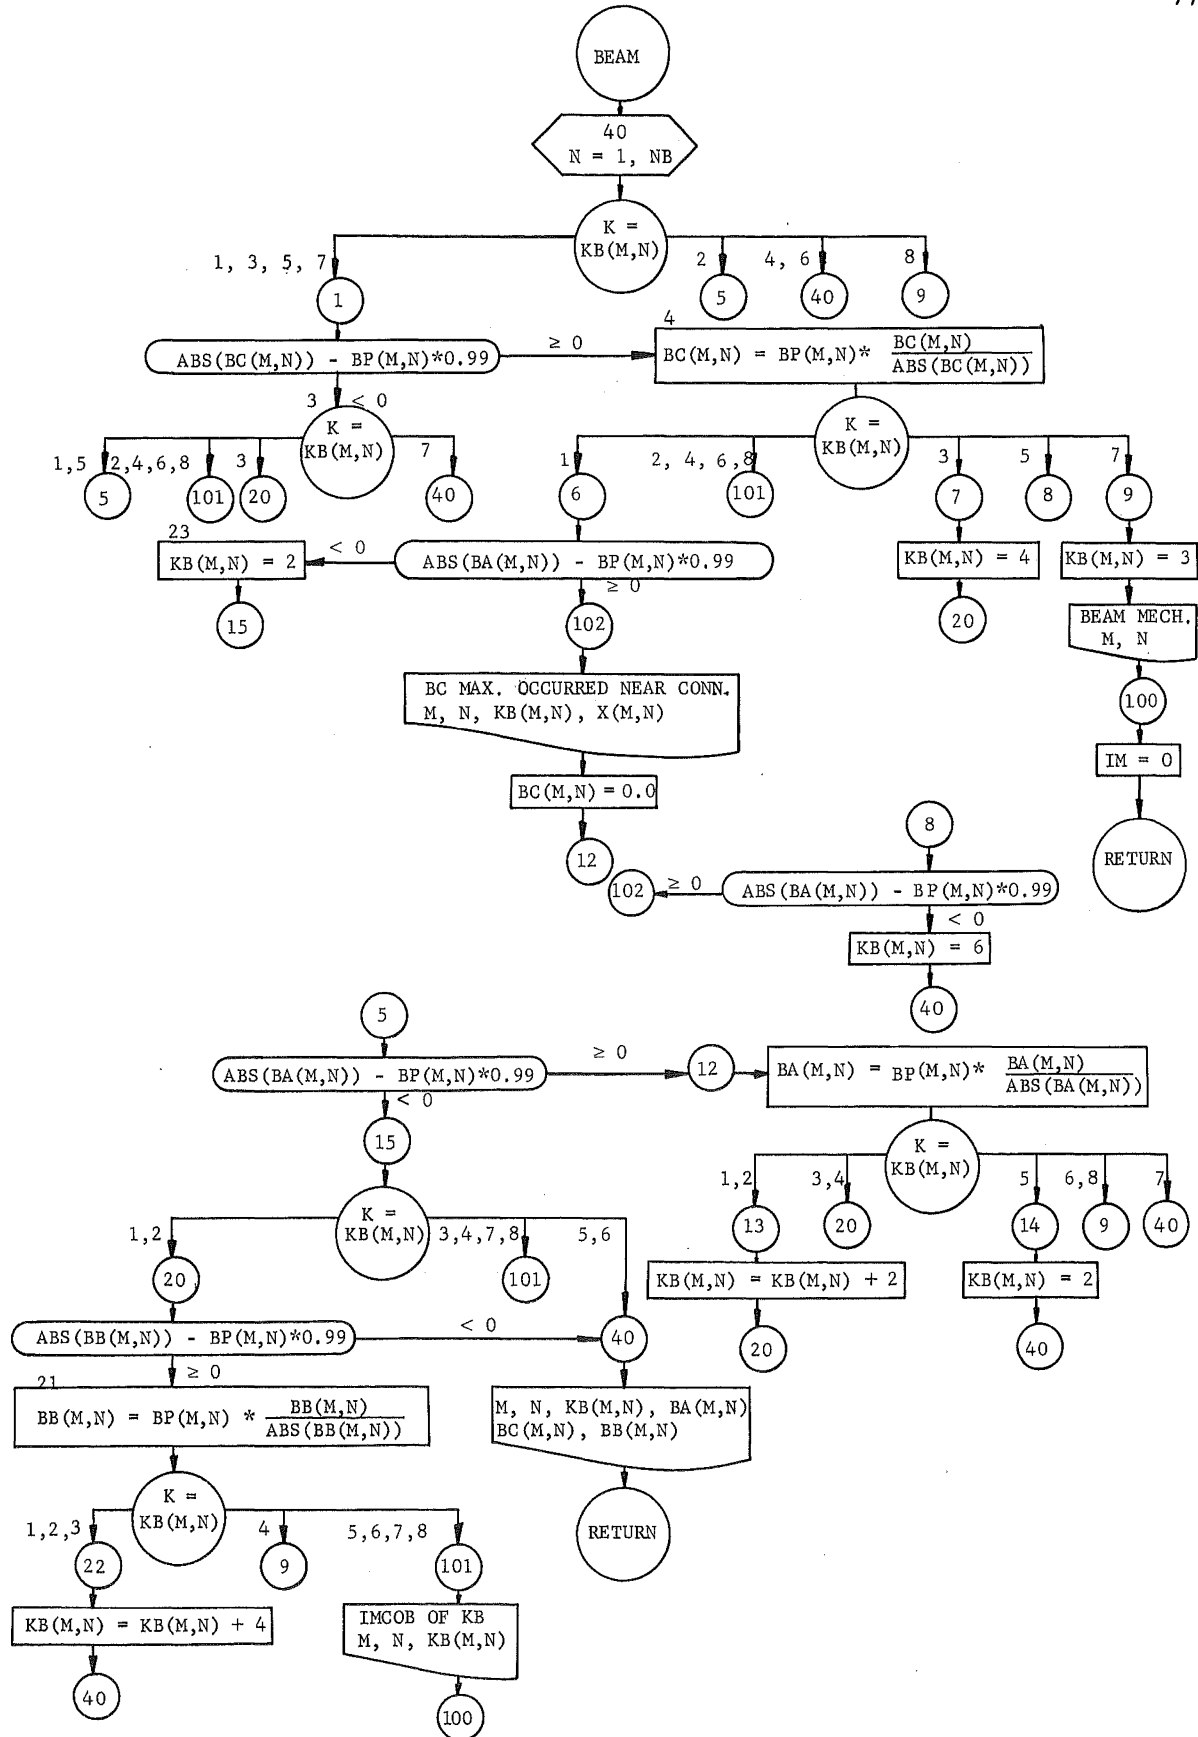 BEAM
40
N = 1, NB
K =
KB(M,N)
1, 3, 5, 7
2
4, 6
8
1
5
40
9
ABS(BC(M,N)) - BP(M,N)*0.99
≥ 0
4
BC(M,N) = BP(M,N)* BC(M,N)
ABS(BC(M,N))
3 < 0
K =
KB(M,N)
1,5
2,4,6,8
3
7
5
101
20
40
K =
KB(M,N)
1
2, 4, 6, 8
3
5
7
6
101
7
8
9
23
KB(M,N) = 2
< 0
ABS(BA(M,N)) - BP(M,N)*0.99
≥ 0
KB(M,N) = 4
KB(M,N) = 3
15
102
20
BEAM MECH.
M, N
BC MAX. OCCURRED NEAR CONN.
M, N, KB(M,N), X(M,N)
100
IM = 0
BC(M,N) = 0.0
12
RETURN
8
102
≥ 0
ABS(BA(M,N)) - BP(M,N)*0.99
< 0
KB(M,N) = 6
40
5
ABS(BA(M,N)) - BP(M,N)*0.99
≥ 0
12
BA(M,N) = BP(M,N)* BA(M,N)
ABS(BA(M,N))
< 0
15
K =
KB(M,N)
1,2
3,4
5
6,8
7
13
20
14
9
40
K =
KB(M,N)
1,2
3,4,7,8
5,6
20
101
KB(M,N) = KB(M,N) + 2
KB(M,N) = 2
20
40
ABS(BB(M,N)) - BP(M,N)*0.99
< 0
40
≥ 0
21
BB(M,N) = BP(M,N) * BB(M,N)
ABS(BB(M,N))
M, N, KB(M,N), BA(M,N)
BC(M,N), BB(M,N)
RETURN
K =
KB(M,N)
1,2,3
4
5,6,7,8
22
9
101
KB(M,N) = KB(M,N) + 4
IMCOB OF KB
M, N, KB(M,N)
40
100